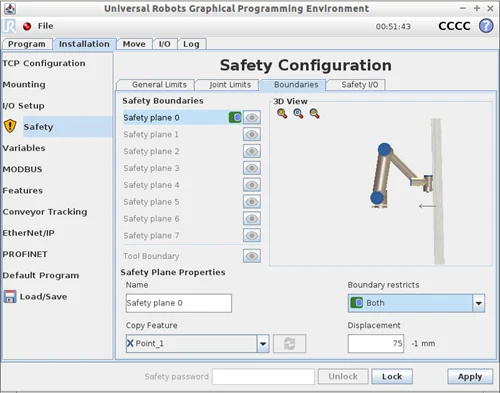 Universal Robots Graphical Programming Environment
File
00:51:43
CCCC
?
Program
Installation
Move
I/O
Log
TCP Configuration
Mounting
I/O Setup
Safety
Variables
MODBUS
Features
Conveyor Tracking
EtherNet/IP
PROFINET
Default Program
Load/Save
Safety Configuration
General Limits
Joint Limits
Boundaries
Safety I/O
Safety Boundaries
Safety plane 0
Safety plane 1
Safety plane 2
Safety plane 3
Safety plane 4
Safety plane 5
Safety plane 6
Safety plane 7
Tool Boundary
3D View
Safety Plane Properties
Name
Safety plane 0
Boundary restricts
Both
Copy Feature
Point_1
Displacement
75 -1 mm
Safety password
Unlock
Lock
Apply